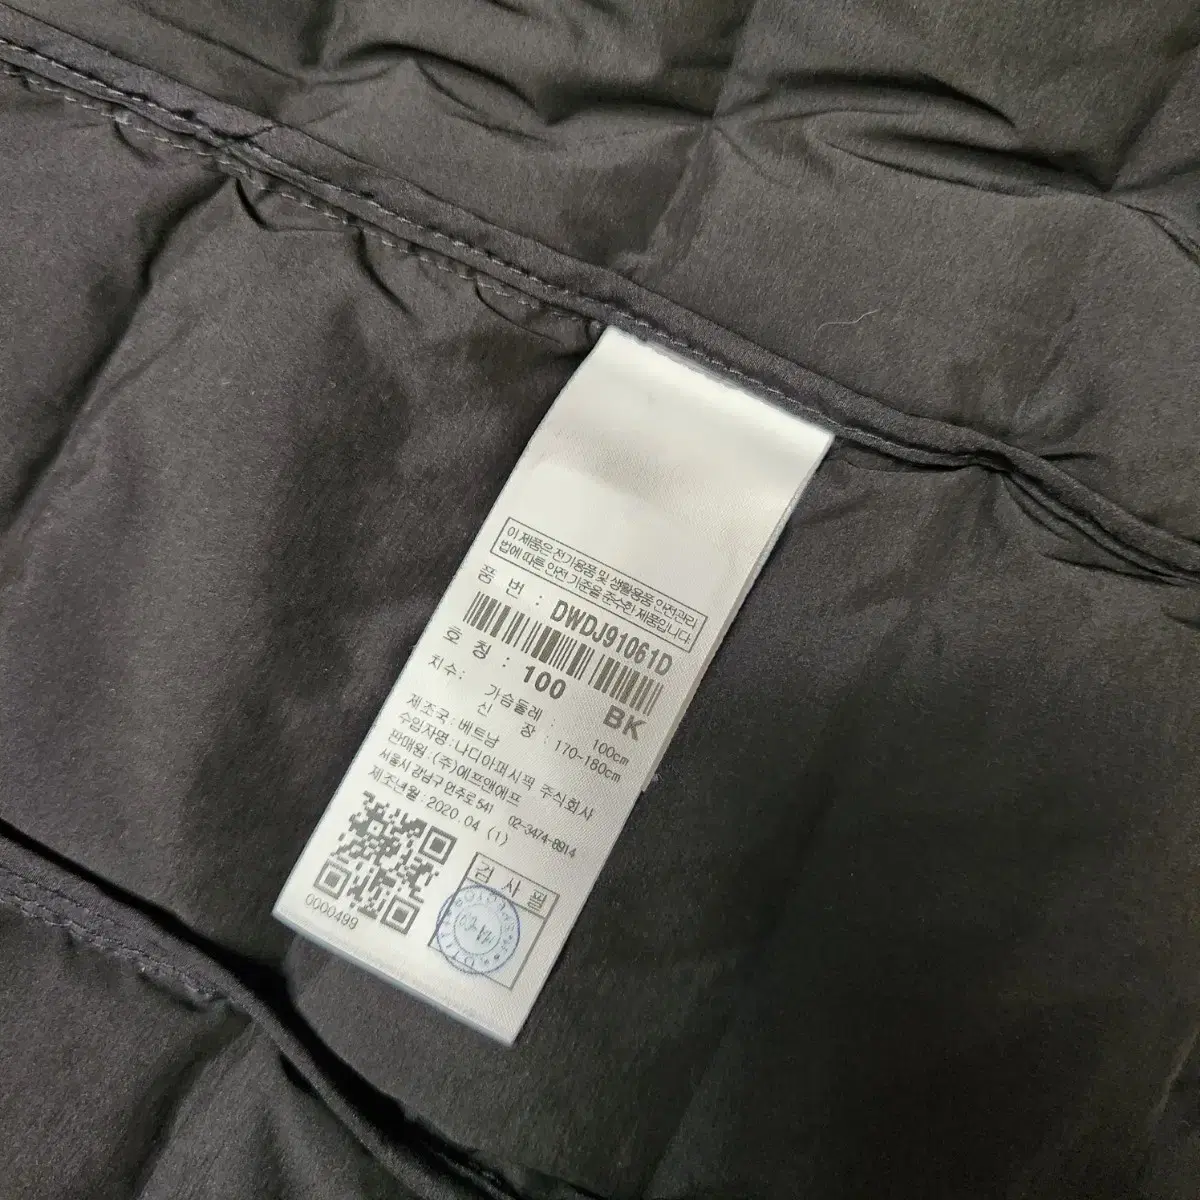 이 제품은 전기용품 및 생활용품 안전관리
법에 따른 안전 기준을 준수한 제품입니다.
품 번 : DWDJ91061D
호 칭 : 100 BK
치수: 가슴둘레 : 100cm
신 장 : 170-180cm
제조국 : 베트남
수입자명 : 나디아퍼시픽 주식회사
판매원 : (주)에프앤에프
서울시 강남구 언주로 541 02-3474-8914
제조년월 : 2020.04 (1)
0000499
검 사 필